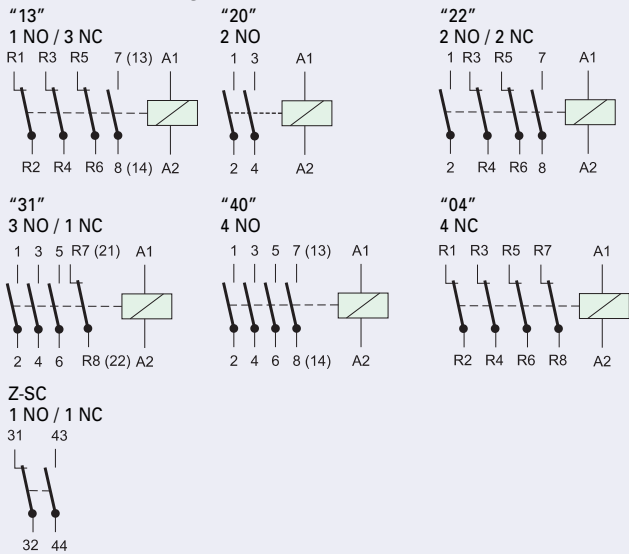 “13”
1 NO / 3 NC
R1 R3 R5 7 (13) A1
R2 R4 R6 8 (14) A2
“20”
2 NO
1 3 A1
2 4 A2
“22”
2 NO / 2 NC
1 R3 R5 7 A1
2 R4 R6 8 A2
“31”
3 NO / 1 NC
1 3 5 R7 (21) A1
2 4 6 R8 (22) A2
“40”
4 NO
1 3 5 7 (13) A1
2 4 6 8 (14) A2
“04”
4 NC
R1 R3 R5 R7 A1
R2 R4 R6 R8 A2
Z-SC
1 NO / 1 NC
31 43
32 44